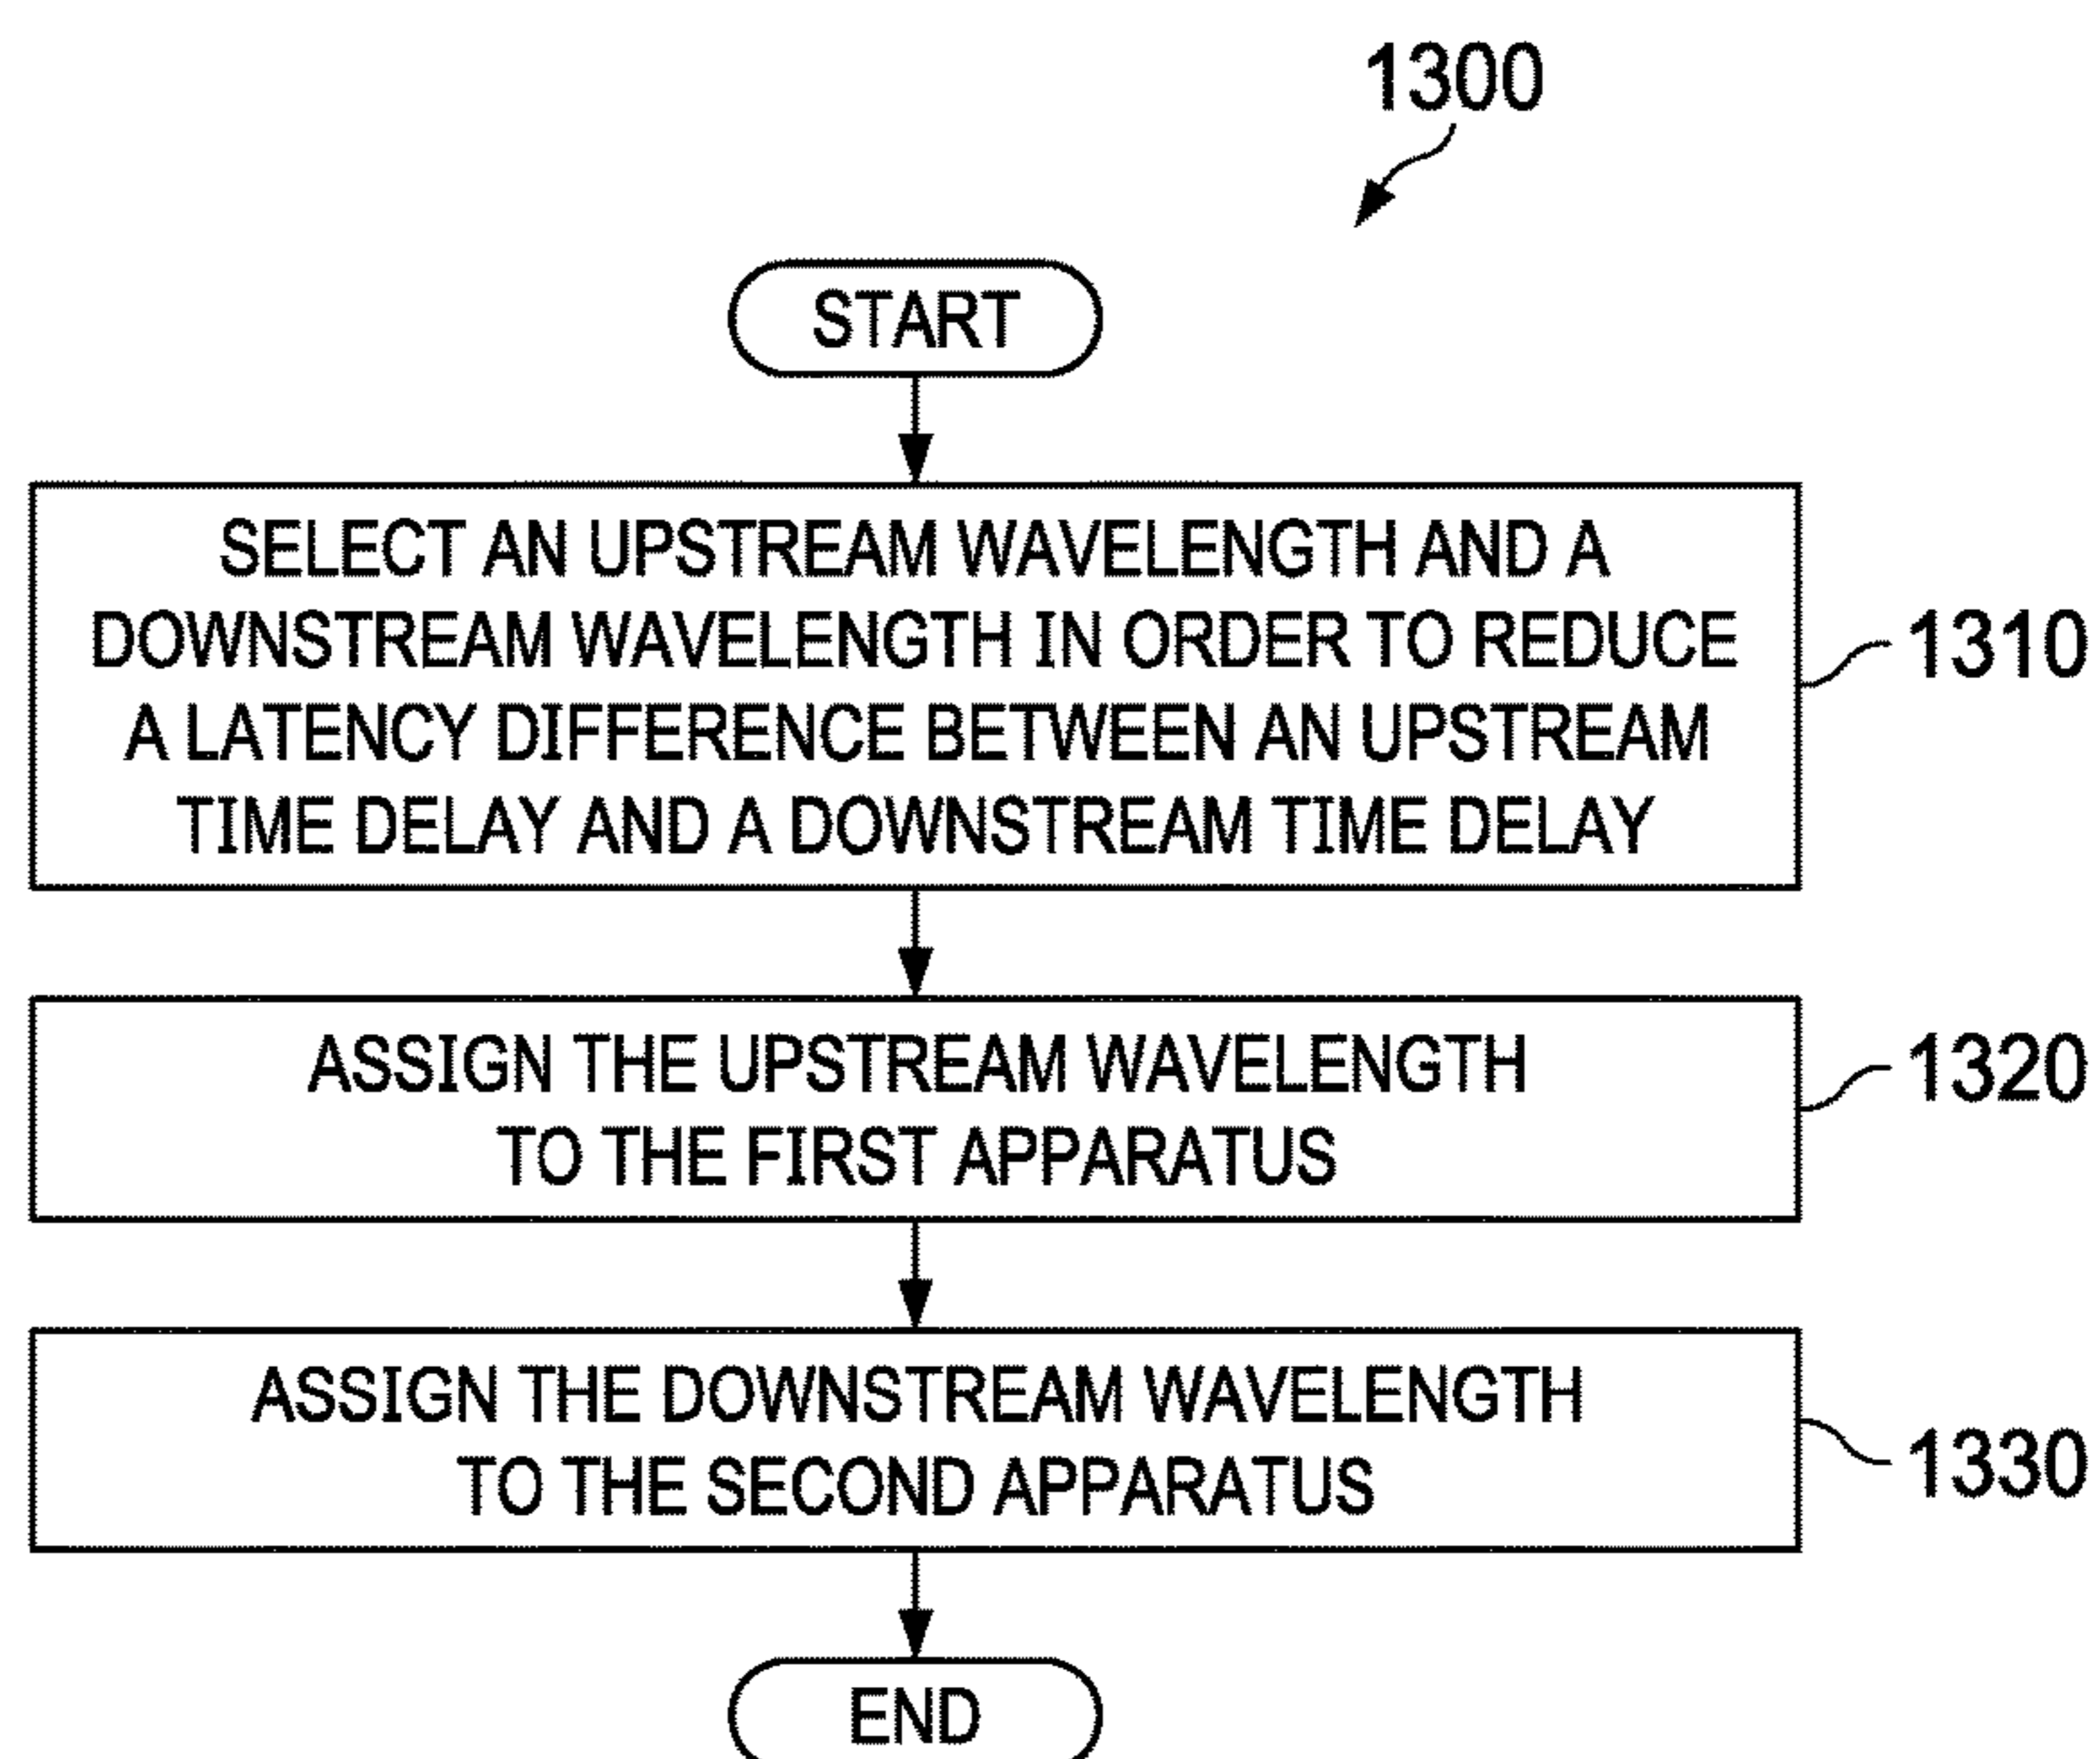 1300
START
SELECT AN UPSTREAM WAVELENGTH AND A
DOWNSTREAM WAVELENGTH IN ORDER TO REDUCE
A LATENCY DIFFERENCE BETWEEN AN UPSTREAM
TIME DELAY AND A DOWNSTREAM TIME DELAY
1310
ASSIGN THE UPSTREAM WAVELENGTH
TO THE FIRST APPARATUS
1320
ASSIGN THE DOWNSTREAM WAVELENGTH
TO THE SECOND APPARATUS
1330
END